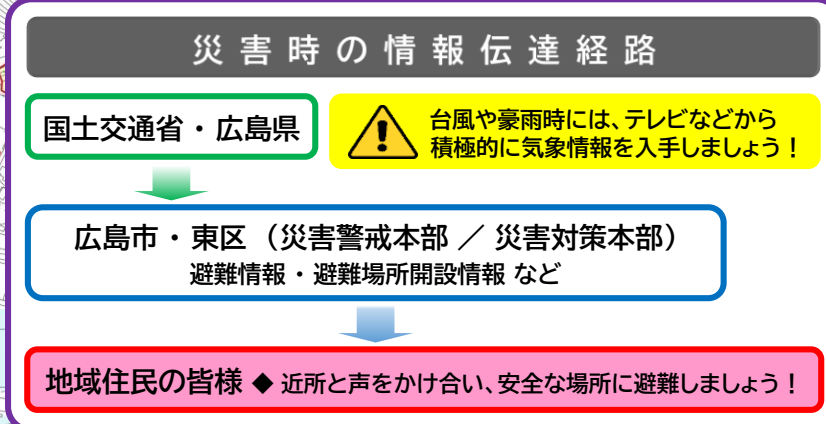 災害時の情報伝達経路
国土交通省・広島県
台風や豪雨時には、テレビなどから
積極的に気象情報を入手しましょう！
広島市・東区（災害警戒本部／災害対策本部）
避難情報・避難場所開設情報 など
地域住民の皆様 ◆ 近所と声をかけ合い、安全な場所に避難しましょう！